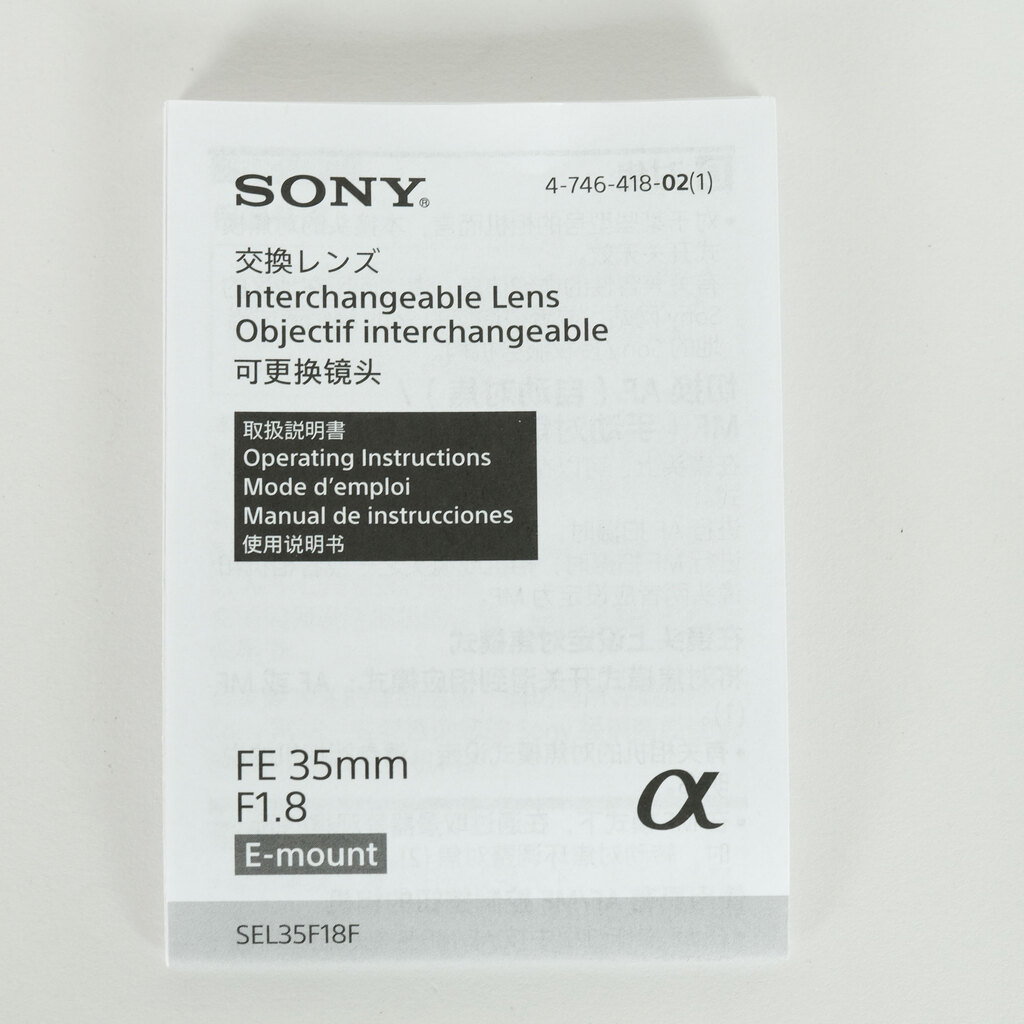 SONY®
4-746-418-02(1)
交換レンズ
Interchangeable Lens
Objectif interchangeable
可更换镜头
取扱説明書
Operating Instructions
Mode d’emploi
Manual de instrucciones
使用说明书
FE 35mm
F1.8
α
E-mount
SEL35F18F